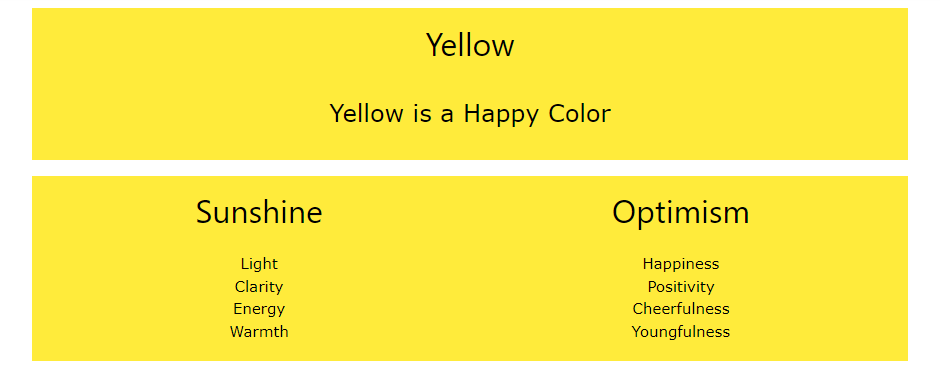 Yellow
Yellow is a Happy Color
Sunshine
Light
Clarity
Energy
Warmth
Optimism
Happiness
Positivity
Cheerfulness
Youngfulness